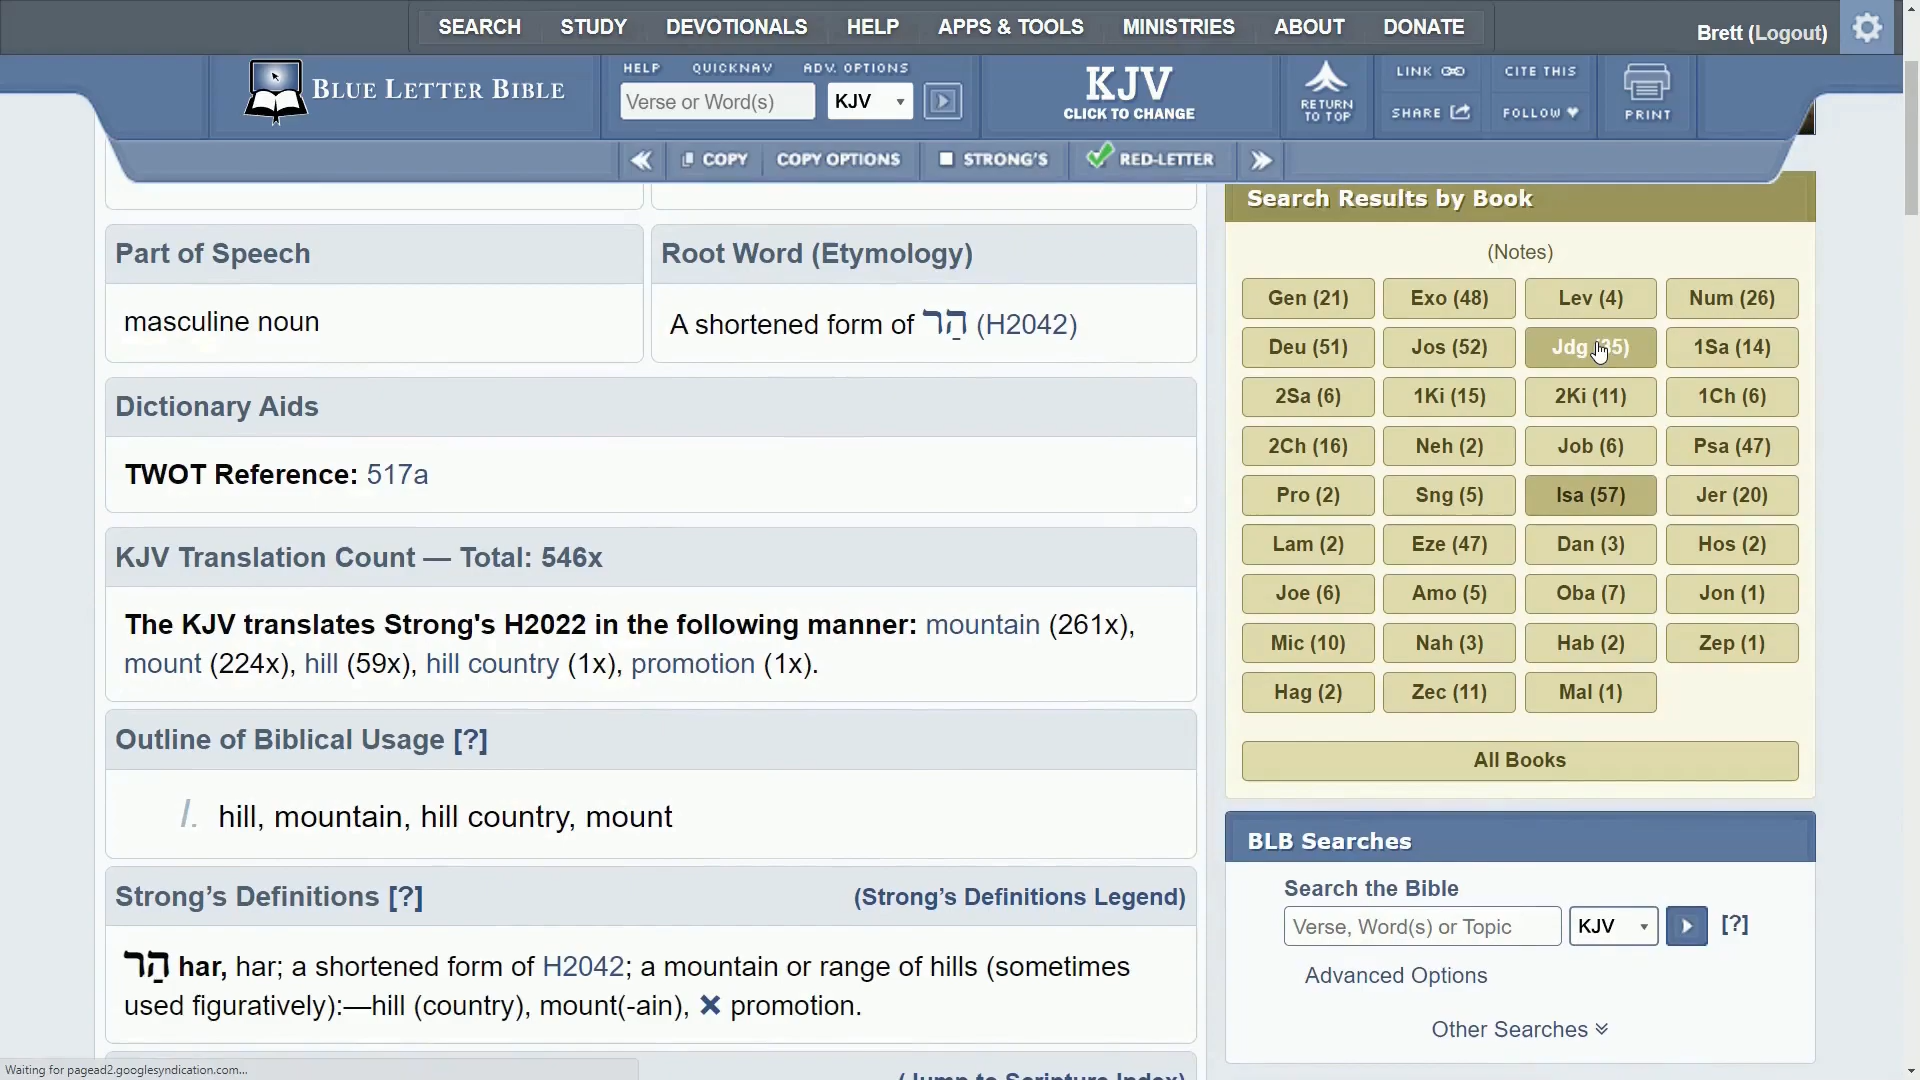 SEARCH STUDY DEVOTIONALS HELP APPS & TOOLS MINISTRIES ABOUT DONATE
Brett (Logout)
BLUE LETTER BIBLE
HELP QUICKNAV ADV. OPTIONS
Verse or Word(s) KJV
KJV
CLICK TO CHANGE
RETURN
TO TOP
LINK CITE THIS
SHARE FOLLOW
PRINT
COPY COPY OPTIONS STRONG'S RED-LETTER
Part of Speech
masculine noun
Root Word (Etymology)
A shortened form of הַר (H2042)
Dictionary Aids
TWOT Reference: 517a
KJV Translation Count — Total: 546x
The KJV translates Strong's H2022 in the following manner: mountain (261x),
mount (224x), hill (59x), hill country (1x), promotion (1x).
Outline of Biblical Usage [?]
I. hill, mountain, hill country, mount
Strong’s Definitions [?] (Strong’s Definitions Legend)
הַר har, har; a shortened form of H2042; a mountain or range of hills (sometimes
used figuratively):—hill (country), mount(-ain), × promotion.
(Jump to Scripture Index)
Search Results by Book
(Notes)
Gen (21) Exo (48) Lev (4) Num (26)
Deu (51) Jos (52) Jdg 1Sa (14)
2Sa (6) 1Ki (15) 2Ki (11) 1Ch (6)
2Ch (16) Neh (2) Job (6) Psa (47)
Pro (2) Sng (5) Isa (57) Jer (20)
Lam (2) Eze (47) Dan (3) Hos (2)
Joe (6) Amo (5) Oba (7) Jon (1)
Mic (10) Nah (3) Hab (2) Zep (1)
Hag (2) Zec (11) Mal (1)
All Books
BLB Searches
Search the Bible
Verse, Word(s) or Topic KJV [?]
Advanced Options
Other Searches
Waiting for pagead2.googlesyndication.com...